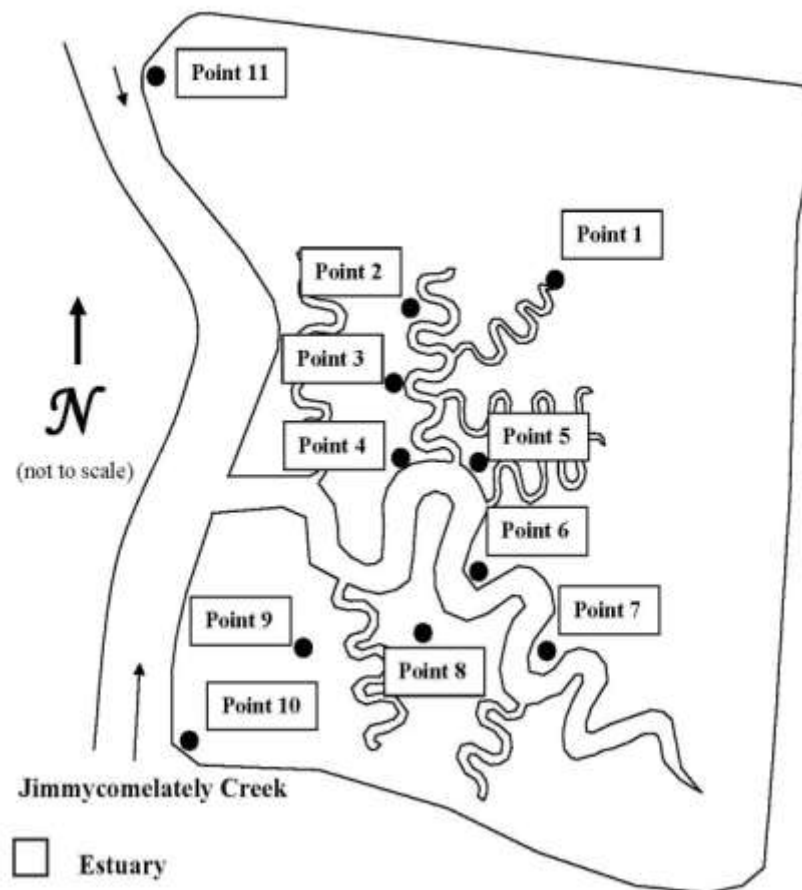 Point 11
Point 1
Point 2
Point 3
N
Point 4
Point 5
(not to scale)
Point 6
Point 9
Point 7
Point 8
Point 10
Jimmycomelately Creek
Estuary